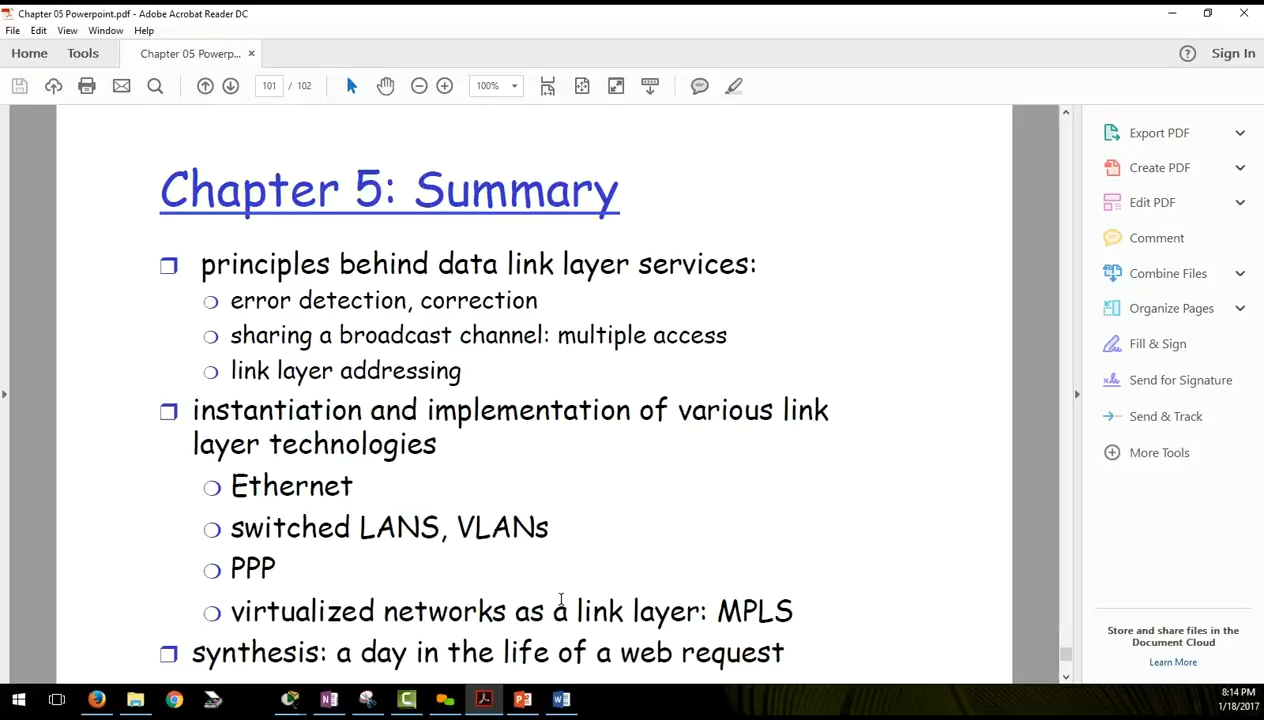 Chapter 05 Powerpoint.pdf - Adobe Acrobat Reader DC
File Edit View Window Help
Home Tools Chapter 05 Powerp... × Sign In
101 / 102 100%
Chapter 5: Summary
principles behind data link layer services:
error detection, correction
sharing a broadcast channel: multiple access
link layer addressing
instantiation and implementation of various link
layer technologies
Ethernet
switched LANS, VLANs
PPP
virtualized networks as a link layer: MPLS
synthesis: a day in the life of a web request
Export PDF
Create PDF
Edit PDF
Comment
Combine Files
Organize Pages
Fill & Sign
Send for Signature
Send & Track
More Tools
Store and share files in the
Document Cloud
Learn More
8:14 PM
1/18/2017